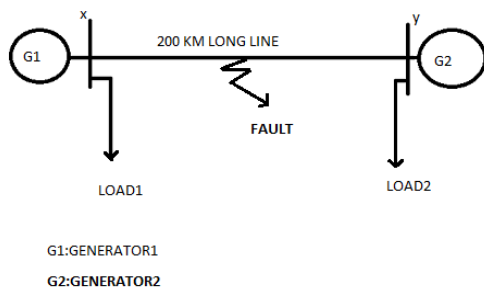 x
y
G1
200 KM LONG LINE
G2
FAULT
LOAD1
LOAD2
G1:GENERATOR1
G2:GENERATOR2